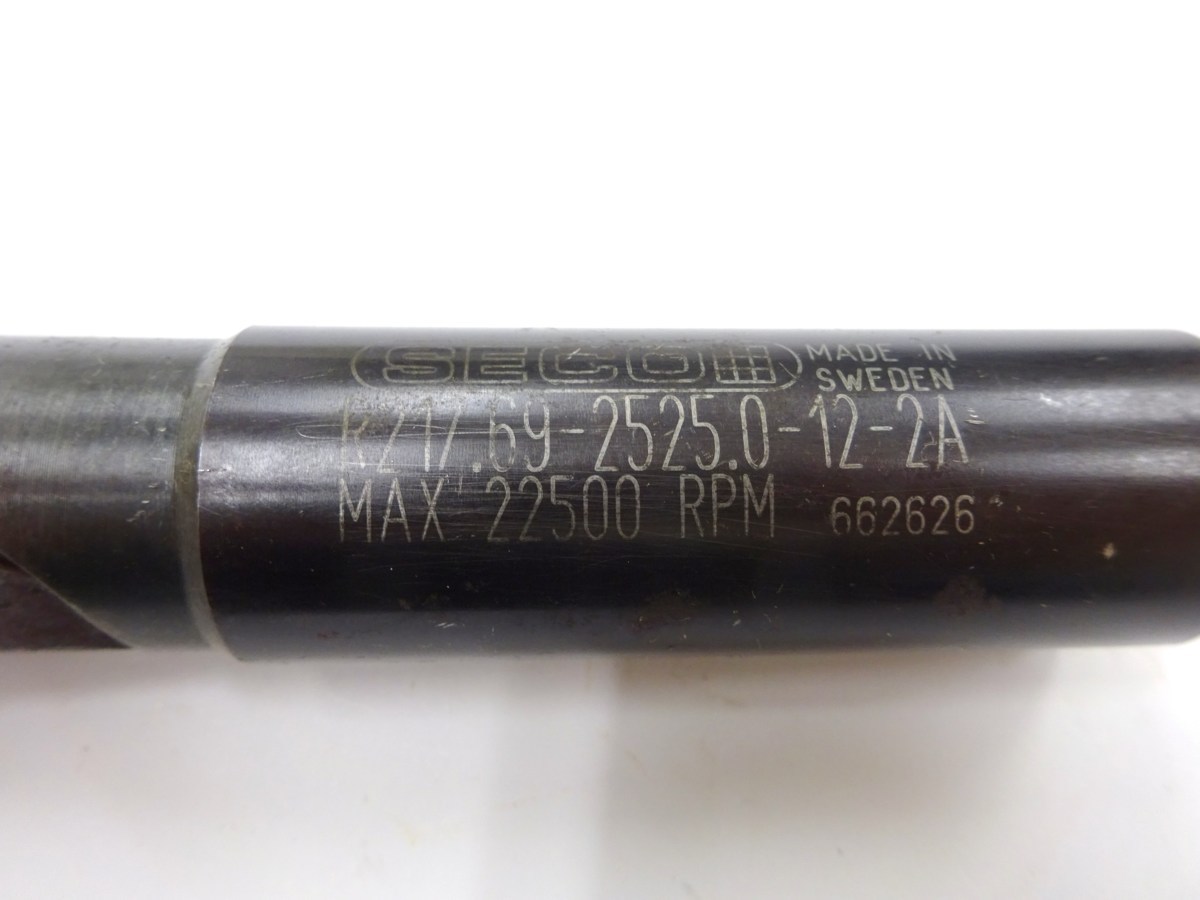 SECO MADE IN
SWEDEN
R217.69-2525.0-12-2A
MAX 22500 RPM 662626